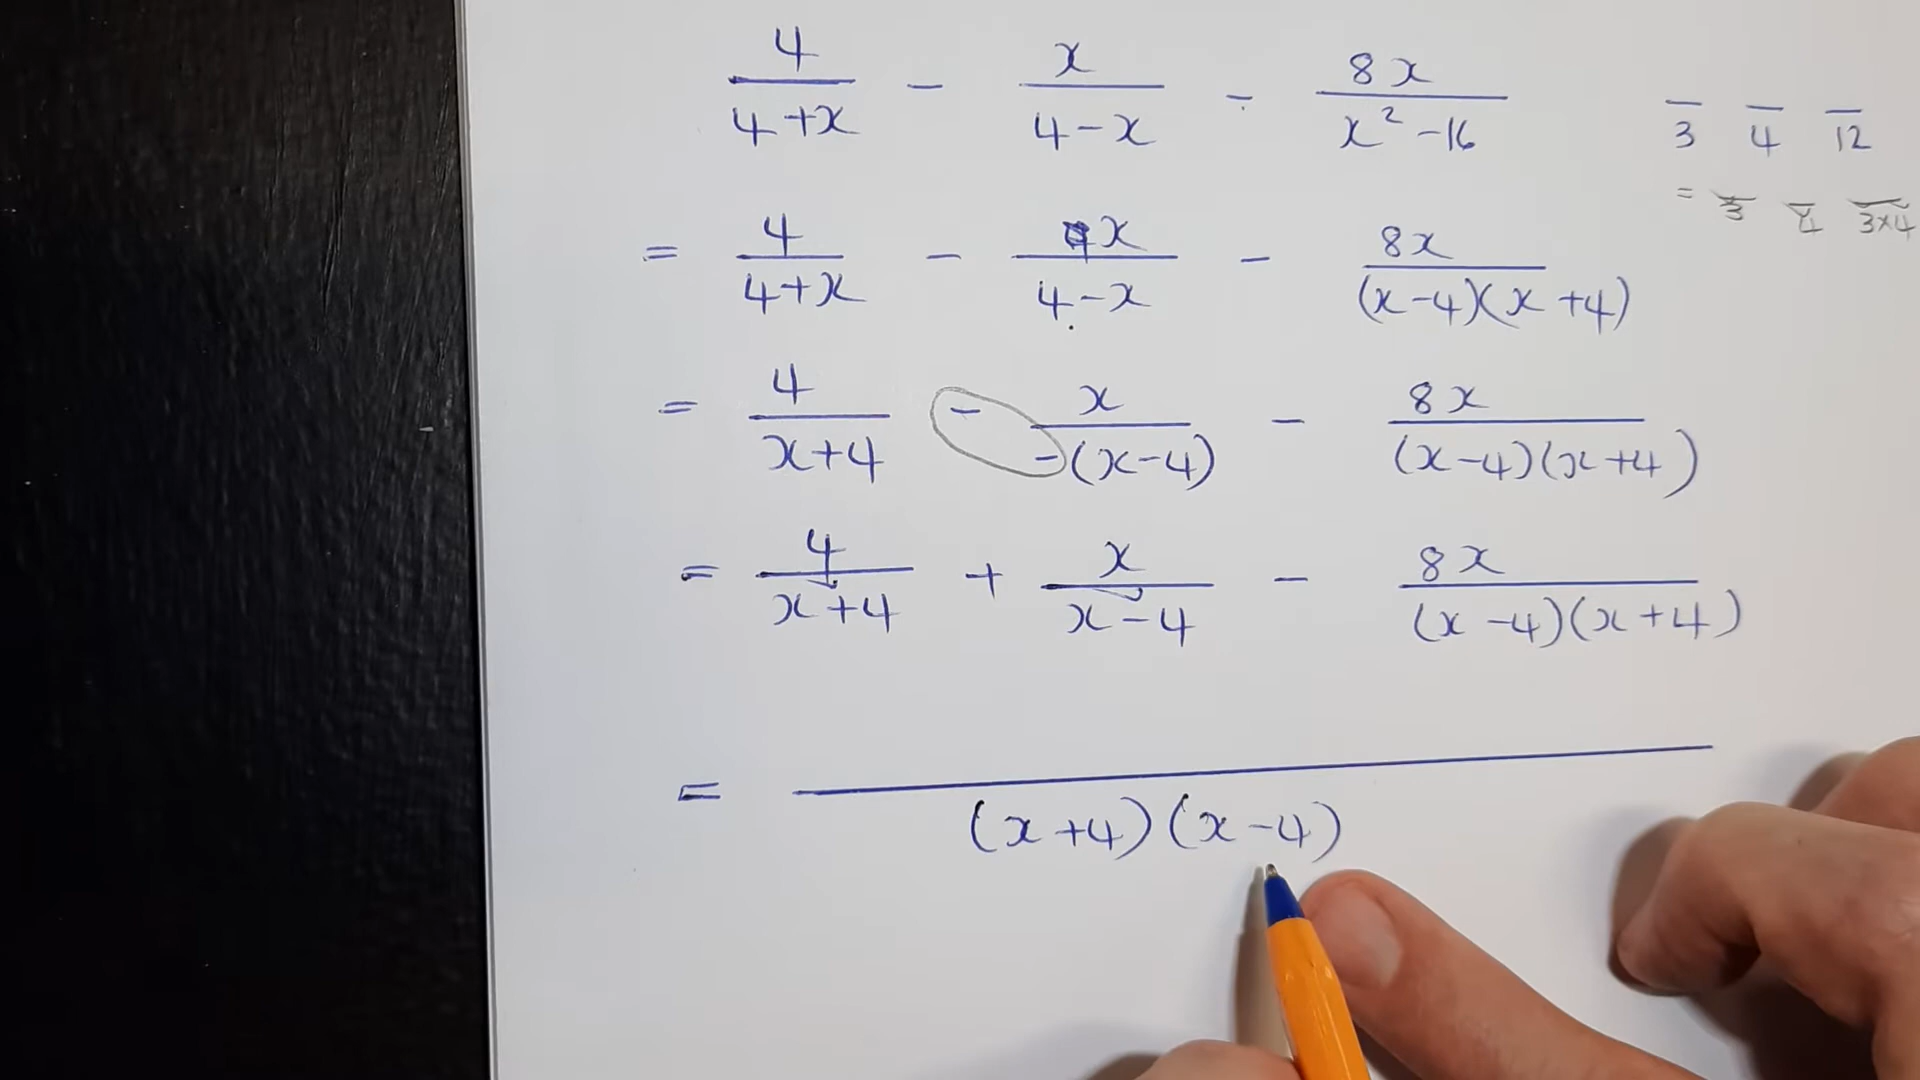 4/(4+x) - x/(4-x) - 8x/(x²-16)
3 4 12
= 4/(4+x) - x/(4-x) - 8x/((x-4)(x+4))
= 3 4 3×4
= 4/(x+4) - x/(-(x-4)) - 8x/((x-4)(x+4))
= 4/(x+4) + x/(x-4) - 8x/((x-4)(x+4))
= /((x+4)(x-4))